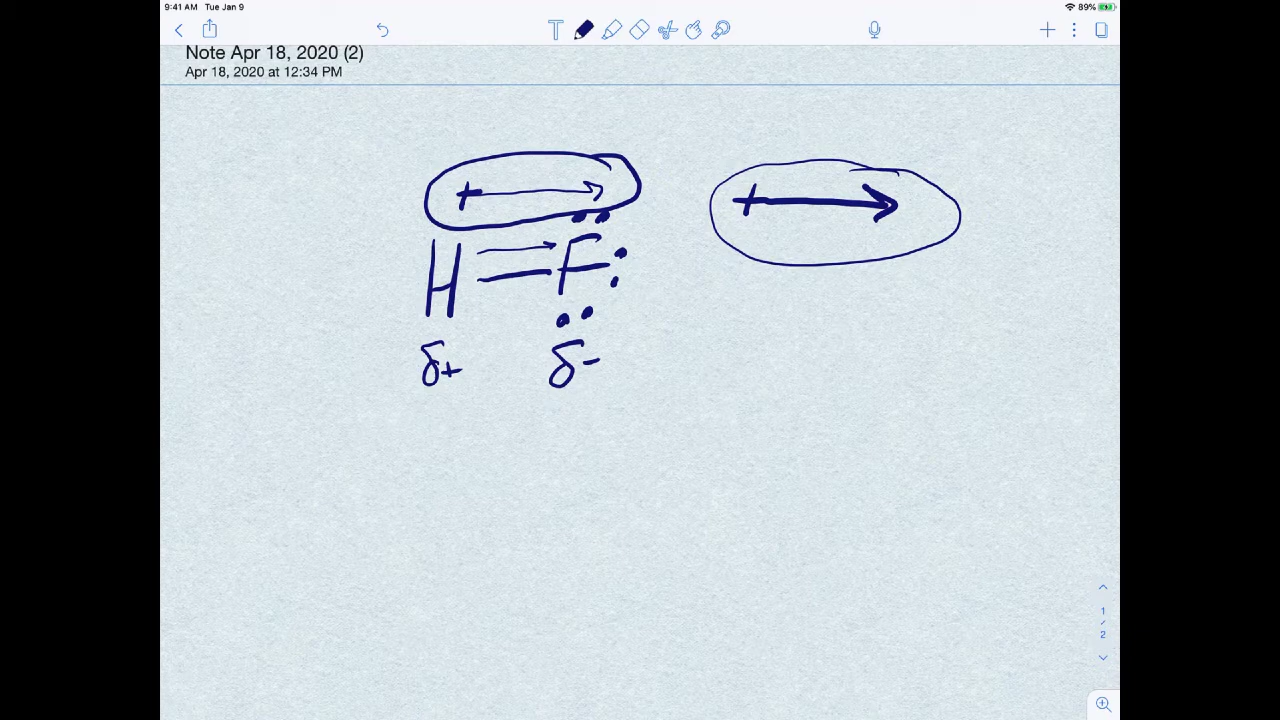 9:41 AM Tue Jan 9
89%
T
Note Apr 18, 2020 (2)
Apr 18, 2020 at 12:34 PM
H F
δ+ δ-
1
/
2